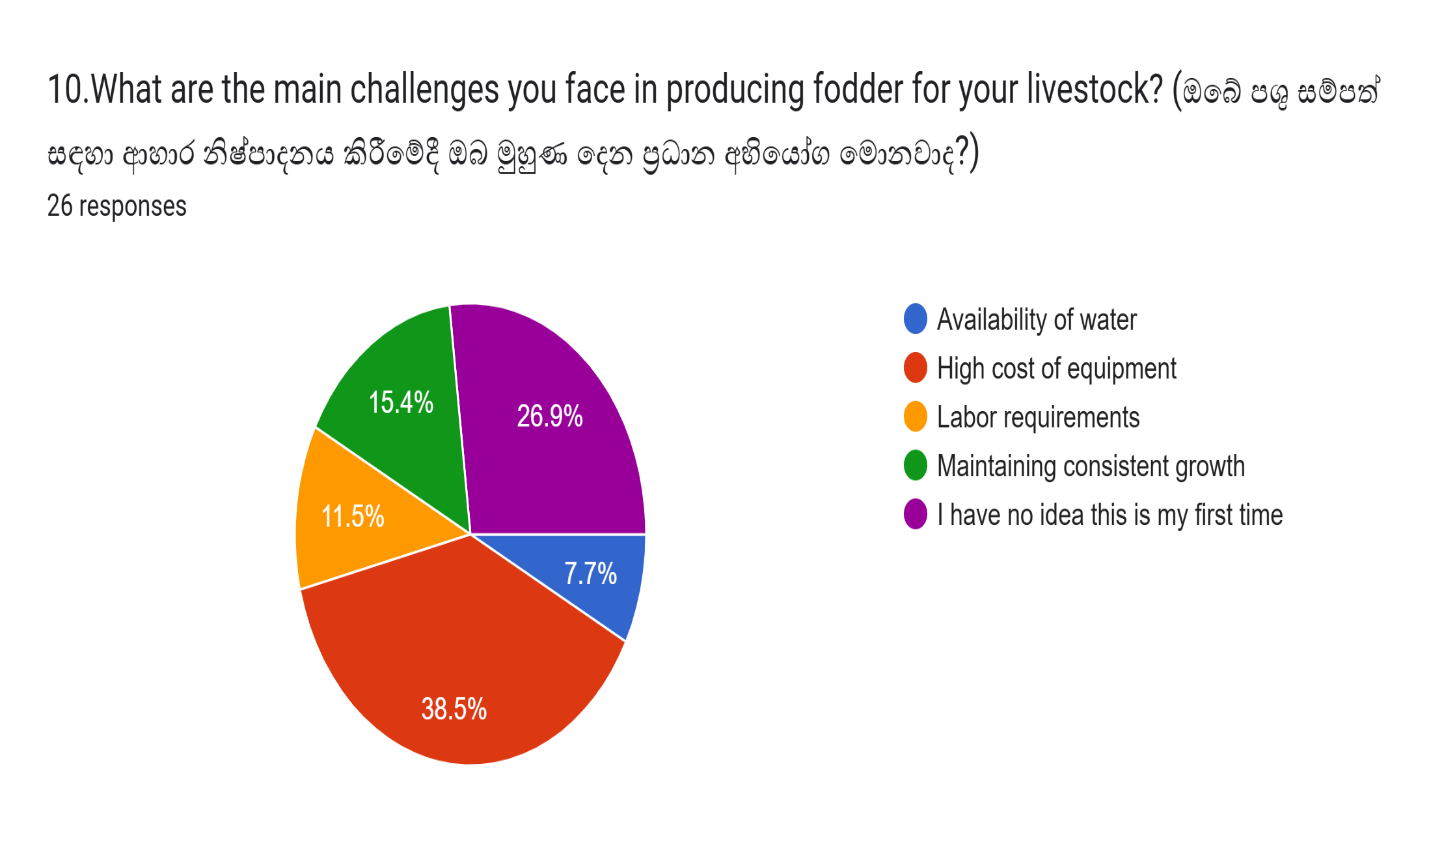 10.What are the main challenges you face in producing fodder for your livestock? (ඔබේ පශු සම්පත්
සඳහා ආහාර නිෂ්පාදනය කිරීමේදී ඔබ මුහුණ දෙන ප්‍රධාන අභියෝග මොනවාද?)
26 responses
Availability of water
High cost of equipment
Labor requirements
Maintaining consistent growth
I have no idea this is my first time
15.4%
26.9%
11.5%
7.7%
38.5%